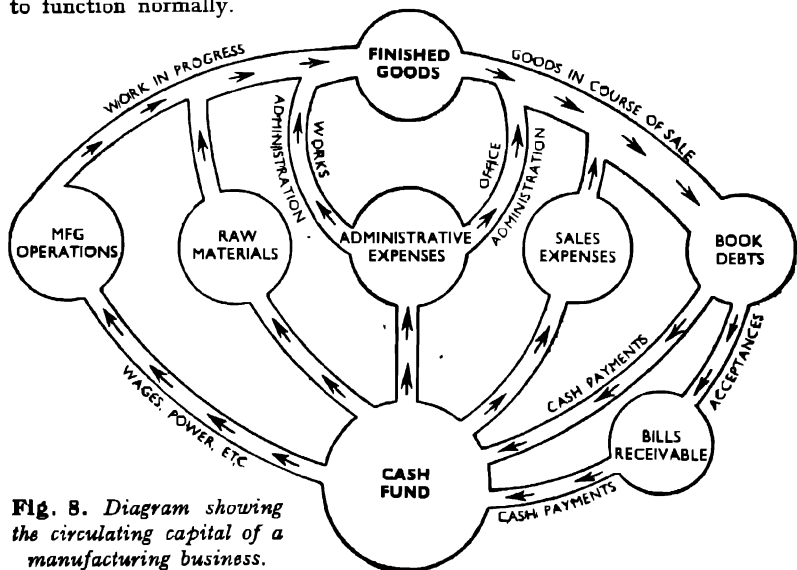 to function normally.
FINISHED
GOODS
WORK IN PROGRESS
GOODS IN COURSE OF SALE
ADMINISTRATION
WORKS
OFFICE
ADMINISTRATION
MFG
OPERATIONS
RAW
MATERIALS
ADMINISTRATIVE
EXPENSES
SALES
EXPENSES
BOOK
DEBTS
WAGES, POWER, ETC
CASH PAYMENTS
ACCEPTANCES
BILLS
RECEIVABLE
CASH
FUND
CASH PAYMENTS
Fig. 8. Diagram showing
the circulating capital of a
manufacturing business.